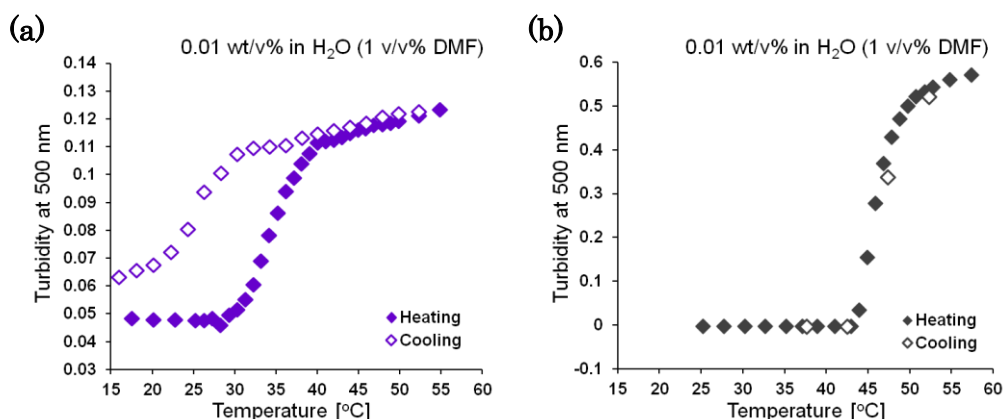 (a)
0.01 wt/v% in H₂O (1 v/v% DMF)
Turbidity at 500 nm
0.14
0.13
0.12
0.11
0.1
0.09
0.08
0.07
0.06
0.05
0.04
0.03
15 20 25 30 35 40 45 50 55 60
Temperature [°C]
Heating
Cooling
(b)
0.01 wt/v% in H₂O (1 v/v% DMF)
Turbidity at 500 nm
0.6
0.5
0.4
0.3
0.2
0.1
0
-0.1
15 20 25 30 35 40 45 50 55 60
Temperature [°C]
Heating
Cooling